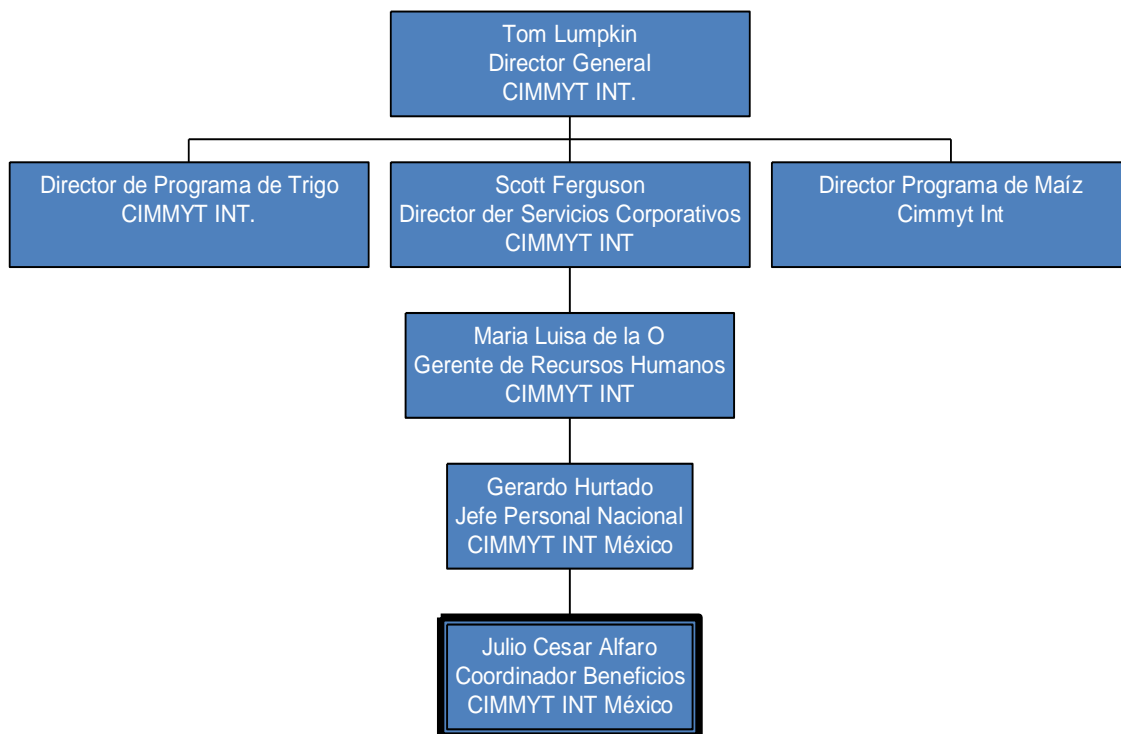 Tom Lumpkin
Director General
CIMMYT INT.
Director de Programa de Trigo
CIMMYT INT.
Scott Ferguson
Director der Servicios Corporativos
CIMMYT INT
Director Programa de Maíz
Cimmyt Int
Maria Luisa de la O
Gerente de Recursos Humanos
CIMMYT INT
Gerardo Hurtado
Jefe Personal Nacional
CIMMYT INT México
Julio Cesar Alfaro
Coordinador Beneficios
CIMMYT INT México